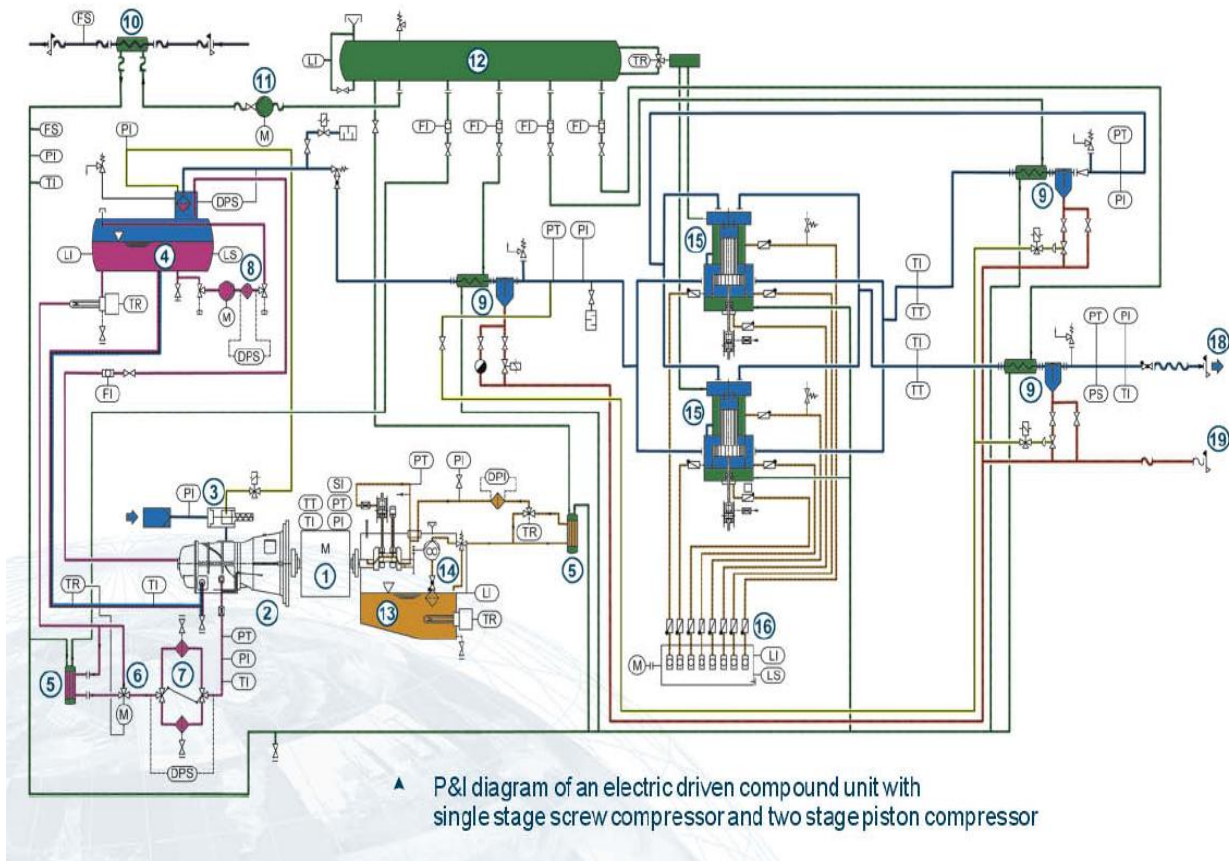 FS
10
PI
11
M
LI
12
TR
FS
PI
TI
FI
FI
FI
FI
DPS
LI
4
LS
8
TR
M
DPS
FI
PT
PI
9
15
15
TI
TT
TI
TT
9
PT
PI
PT
PI
PS
TI
9
18
19
PI
3
TR
TI
2
TT
PT
TI
PI
M
1
SI
PT
PI
DPI
TR
14
5
13
LI
TR
5
6
M
7
PT
PI
TI
DPS
16
M
LI
LS
P&I diagram of an electric driven compound unit with
single stage screw compressor and two stage piston compressor